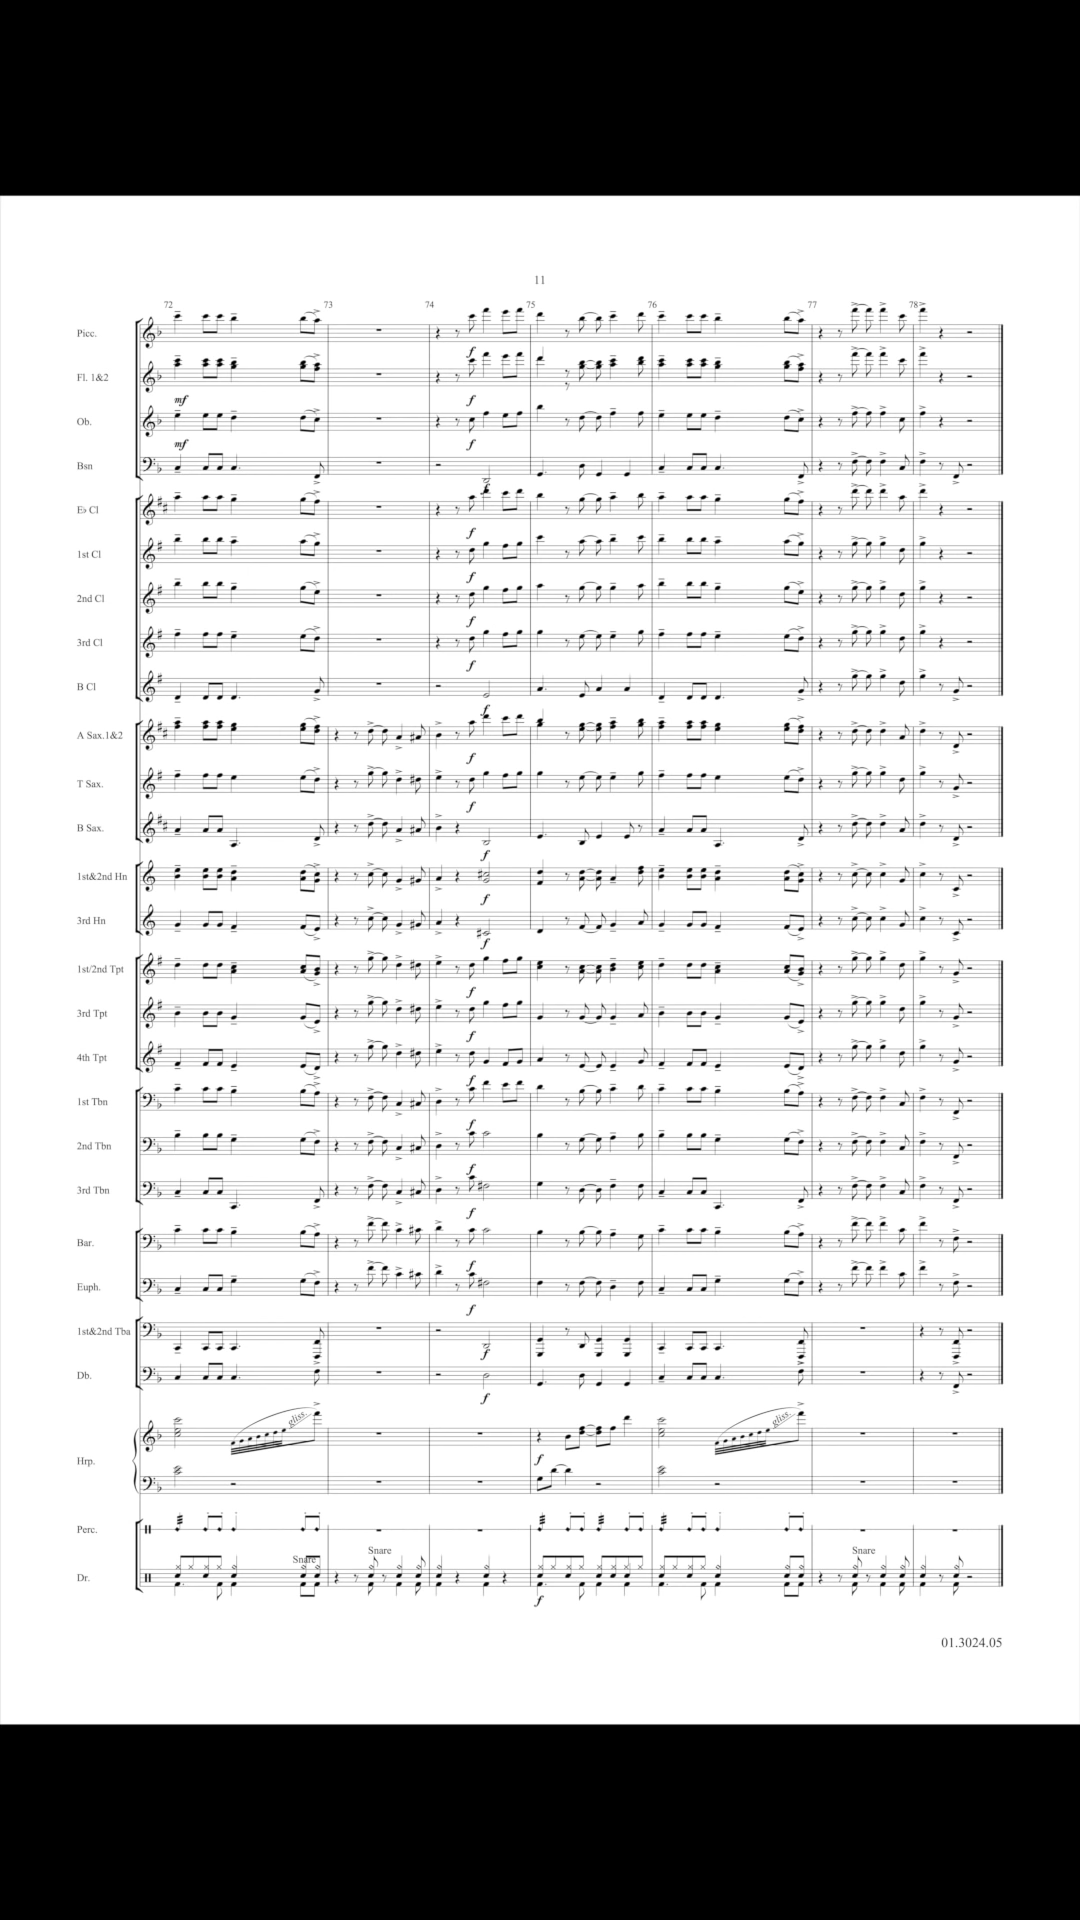 11
72 73 74 75 76 77 78
Picc.
f
Fl. 1&2
mf f
Ob.
mf f
Bsn
f
E♭ Cl
f
1st Cl
f
2nd Cl
f
3rd Cl
f
B Cl
f
A Sax.1&2
f
T Sax.
f
B Sax.
f
1st&2nd Hn
f
3rd Hn
f
1st/2nd Tpt
f
3rd Tpt
f
4th Tpt
f
1st Tbn
f
2nd Tbn
f
3rd Tbn
f
Bar.
f
Euph.
f
1st&2nd Tba
f
Db.
f
gliss. gliss.
Hrp.
f
Perc.
Snare Snare Snare
Dr.
f
01.3024.05